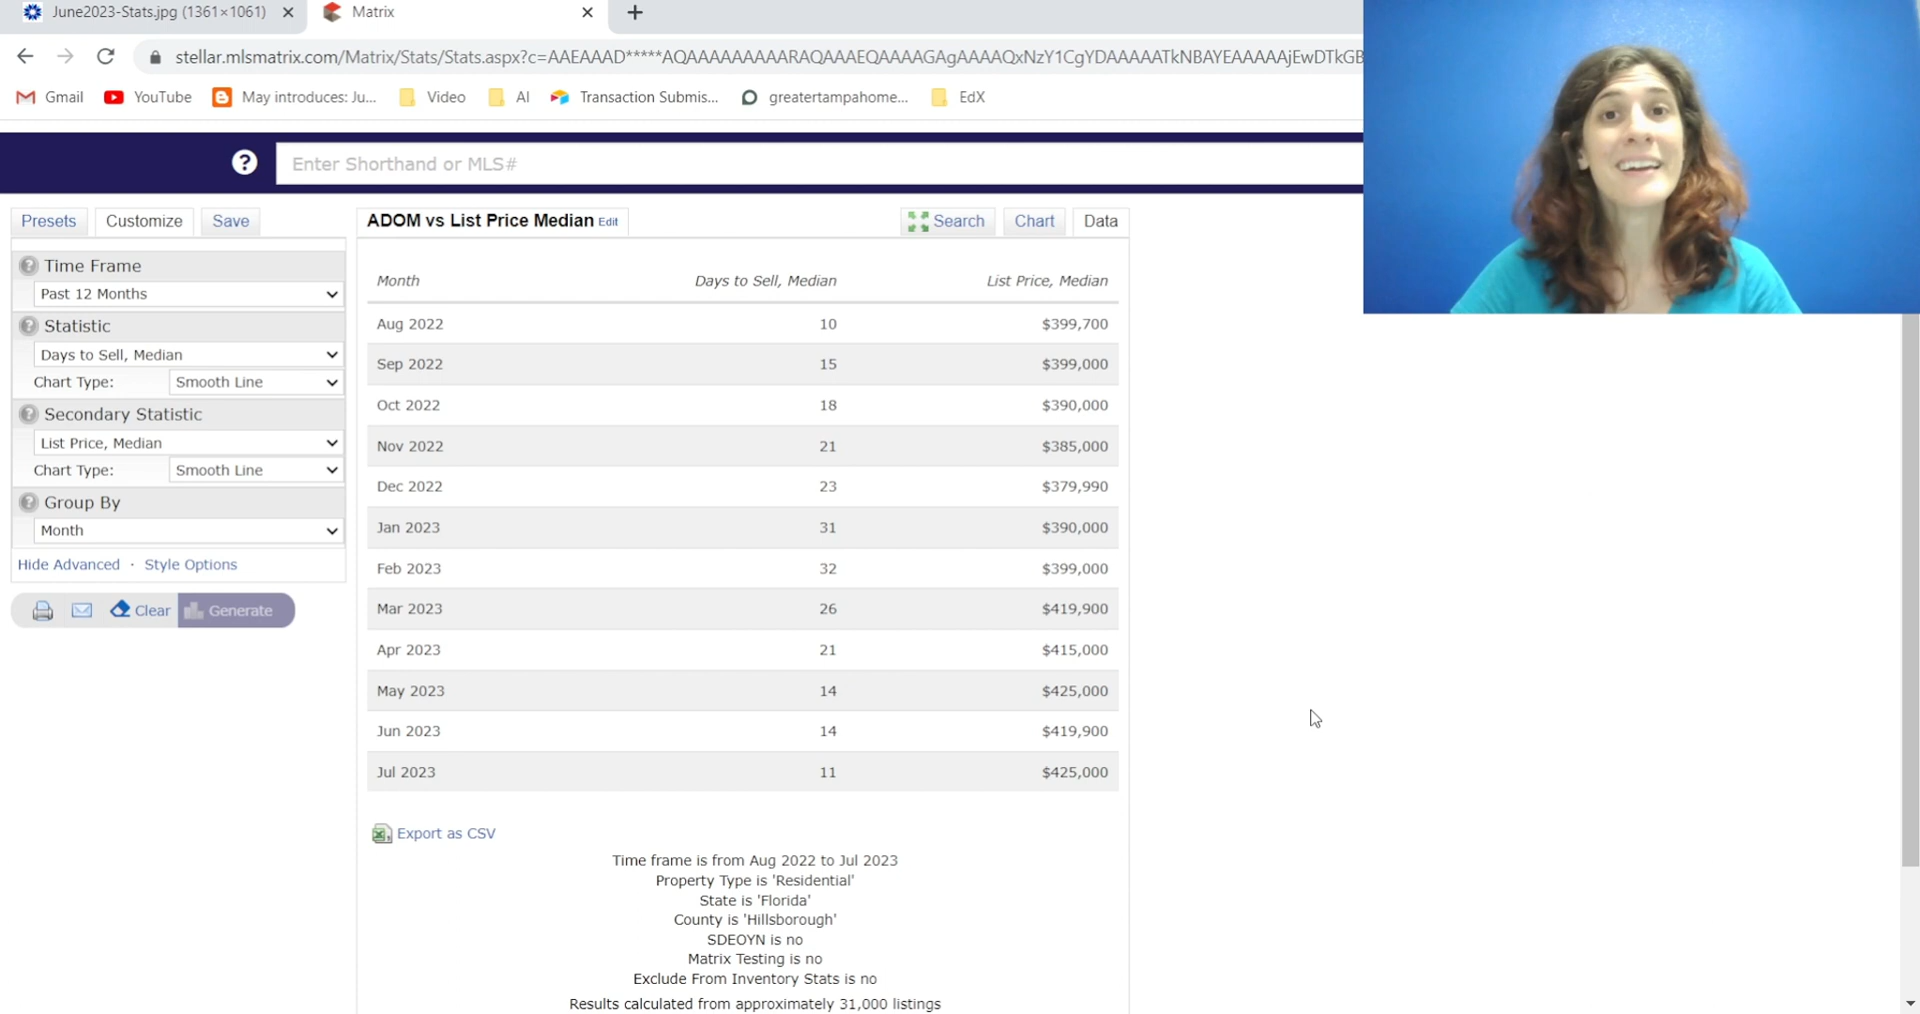 June2023-Stats.jpg (1361×1061)
Matrix
stellar.mlsmatrix.com/Matrix/Stats/Stats.aspx?c=AAEAAAD*****AQAAAAAAAAARAQAAAEQAAAAGAgAAAAQxNzY1CgYDAAAAATkNBAYEAAAAAjEwDTkGB
Gmail
YouTube
May introduces: Ju...
Video
AI
Transaction Submis...
greatertampahome...
EdX
?
Enter Shorthand or MLS#
Presets
Customize
Save
ADOM vs List Price Median Edit
Search
Chart
Data
? Time Frame
Past 12 Months
? Statistic
Days to Sell, Median
Chart Type: Smooth Line
? Secondary Statistic
List Price, Median
Chart Type: Smooth Line
? Group By
Month
Hide Advanced · Style Options
Clear Generate
Month Days to Sell, Median List Price, Median
Aug 2022 10 $399,700
Sep 2022 15 $399,000
Oct 2022 18 $390,000
Nov 2022 21 $385,000
Dec 2022 23 $379,990
Jan 2023 31 $390,000
Feb 2023 32 $399,000
Mar 2023 26 $419,900
Apr 2023 21 $415,000
May 2023 14 $425,000
Jun 2023 14 $419,900
Jul 2023 11 $425,000
Export as CSV
Time frame is from Aug 2022 to Jul 2023
Property Type is 'Residential'
State is 'Florida'
County is 'Hillsborough'
SDEOYN is no
Matrix Testing is no
Exclude From Inventory Stats is no
Results calculated from approximately 31,000 listings